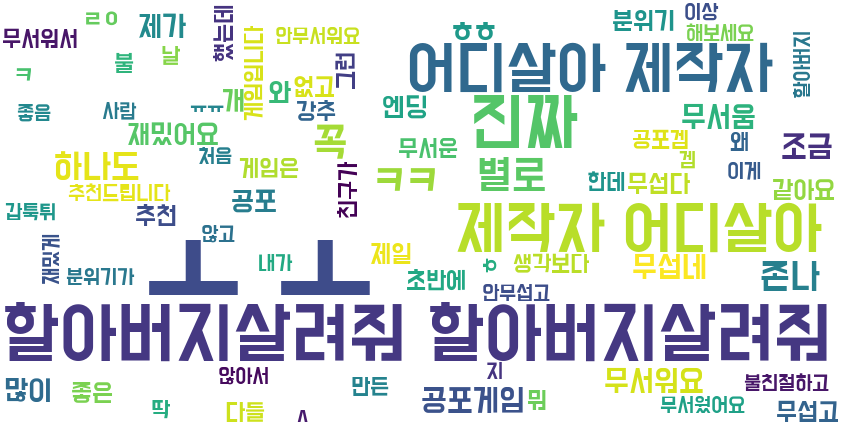 ㄹㅇ
제가
했는데
ㅎㅎ
분위기
이상
무서워서
불
날
게임입니다
안무서워요
그런
어디살아 제작자
해보세요
할아버지
ㅋ
좋음
사람
ㅠㅠ
개
와
없고
강추
엔딩
진짜
무서움
재밌어요
꼭
무서운
공포겜
왜
조금
하나도
처음
게임은
친구가
ㅋㅋ
별로
겜
이게
추천드립니다
공포
한데
무섭다
같아요
갑툭튀
추천
않고
제작자 어디살아
재밌게
분위기가
ㅗ ㅗ
내가
제일
초반에
ㅎ
생각보다
무섭네
존나
안무섭고
할아버지살려줘 할아버지살려줘
많이
좋은
않아서
만든
지
공포게임
뭐
무서워요
불친절하고
딱
다들
ㅅ
무서웠어요
무섭고